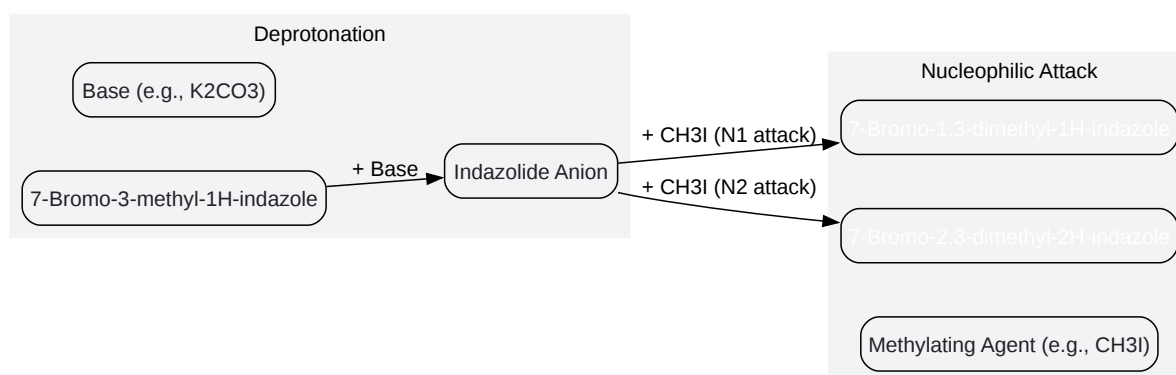 Deprotonation
Base (e.g., K2CO3)
7-Bromo-3-methyl-1H-indazole
+ Base
Indazolide Anion
+ CH3I (N1 attack)
+ CH3I (N2 attack)
Nucleophilic Attack
7-Bromo-1,3-dimethyl-1H-indazole
7-Bromo-2,3-dimethyl-2H-indazole
Methylating Agent (e.g., CH3I)